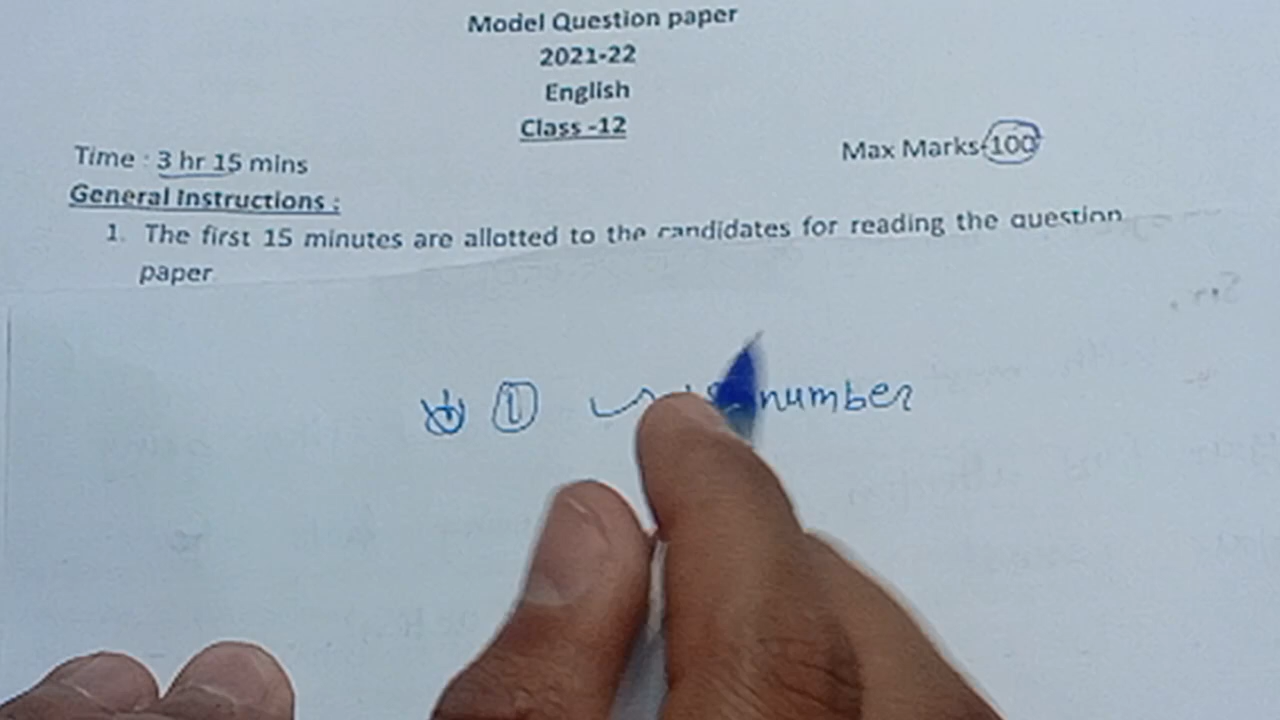 Model Question paper
2021-22
English
Class -12
Time : 3 hr 15 mins
Max Marks-100
General Instructions :
1. The first 15 minutes are allotted to the candidates for reading the question
paper
① number